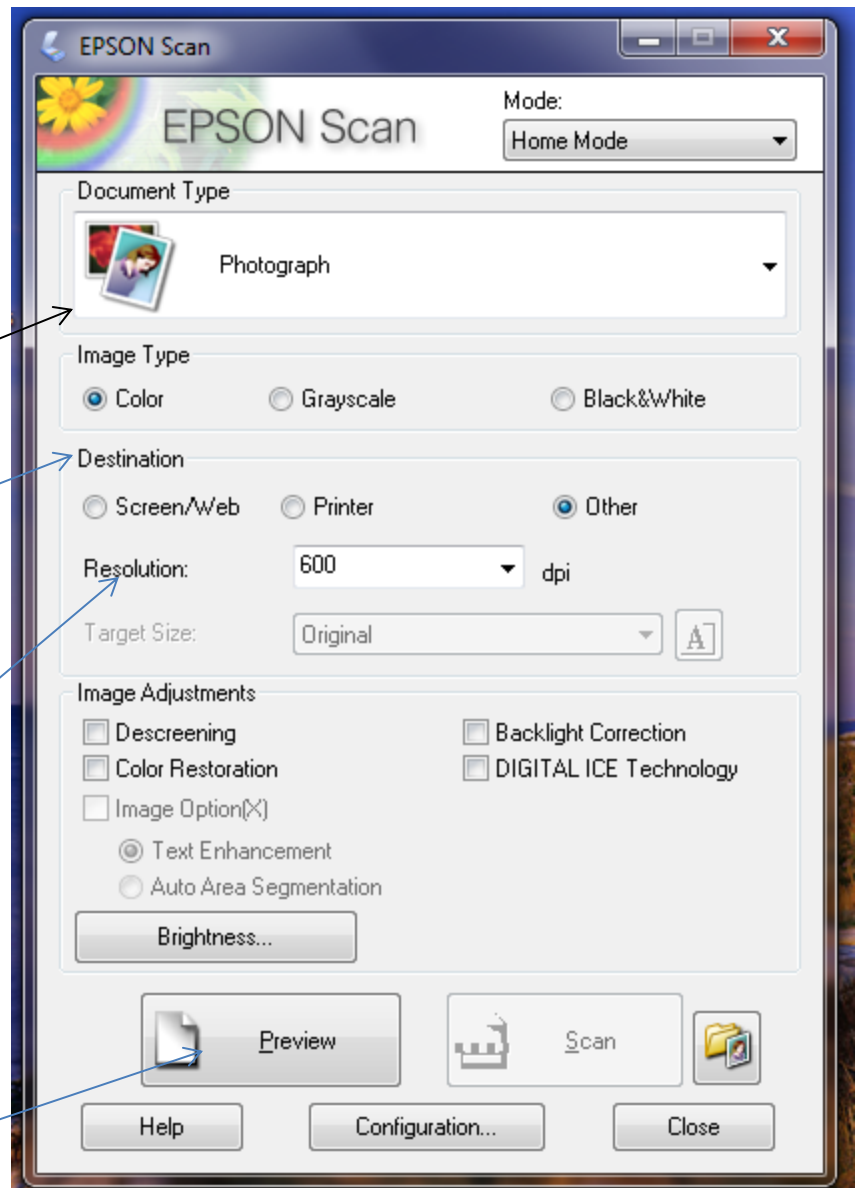 EPSON Scan
EPSON Scan
Mode:
Home Mode
Document Type
Photograph
Image Type
Color Grayscale Black&White
Destination
Screen/Web Printer Other
Resolution: 600 dpi
Target Size: Original A
Image Adjustments
Descreening Backlight Correction
Color Restoration DIGITAL ICE Technology
Image Option(X)
Text Enhancement
Auto Area Segmentation
Brightness...
Preview Scan
Help Configuration... Close